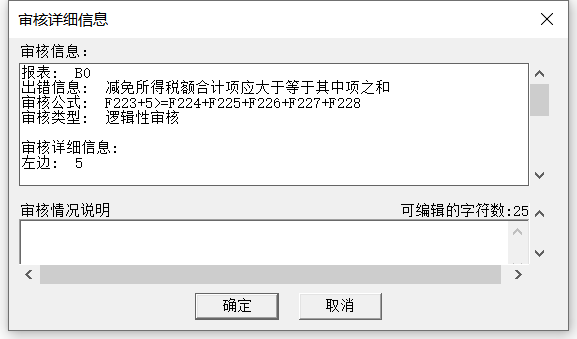 审核详细信息
审核信息:
报表: B0
出错信息: 减免所得税额合计项应大于等于其中项之和
审核公式: F223+5>=F224+F225+F226+F227+F228
审核类型: 逻辑性审核
审核详细信息:
左边: 5
审核情况说明 可编辑的字符数:25
确定 取消